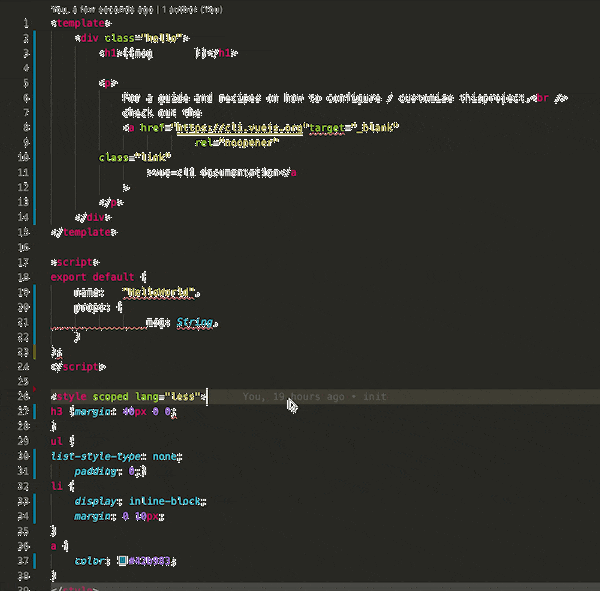 You, a few seconds ago | 1 author (You)
1 <template>
2 <div class="hello">
3 <h1>{{msg }}</h1>
4
5 <p>
6 For a guide and recipes on how to configure / customize thisproject.<br />
7 check out the
8 <a href="https://cli.vuejs.org"target="_blank"
9 rel="noopener"
10 class="link"
11 >vue-cli documentation</a
12 >
13 </p>
14 </div>
15 </template>
16
17 <script>
18 export default {
19 name: "HelloWorld",
20 props: {
21 msg: String,
22 }
23 };
24 </script>
25
26 <style scoped lang="less"> You, 19 hours ago • init
27 h3 {margin: 40px 0 0;
28 }
29 ul {
30 list-style-type: none;
31 padding: 0;}
32 li {
33 display: inline-block;
34 margin: 0 10px;
35 }
36 a {
37 color: #42b983;
38 }
39 </style>